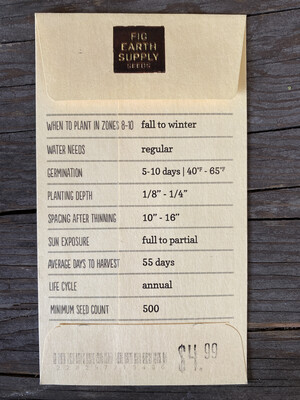 FIG
EARTH
SUPPLY
SEEDS
WHEN TO PLANT IN ZONES 8-10 fall to winter
WATER NEEDS regular
GERMINATION 5-10 days | 40°F - 65°F
PLANTING DEPTH 1/8" - 1/4"
SPACING AFTER THINNING 10" - 16"
SUN EXPOSURE full to partial
AVERAGE DAYS TO HARVEST 55 days
LIFE CYCLE annual
MINIMUM SEED COUNT 500
$4.99